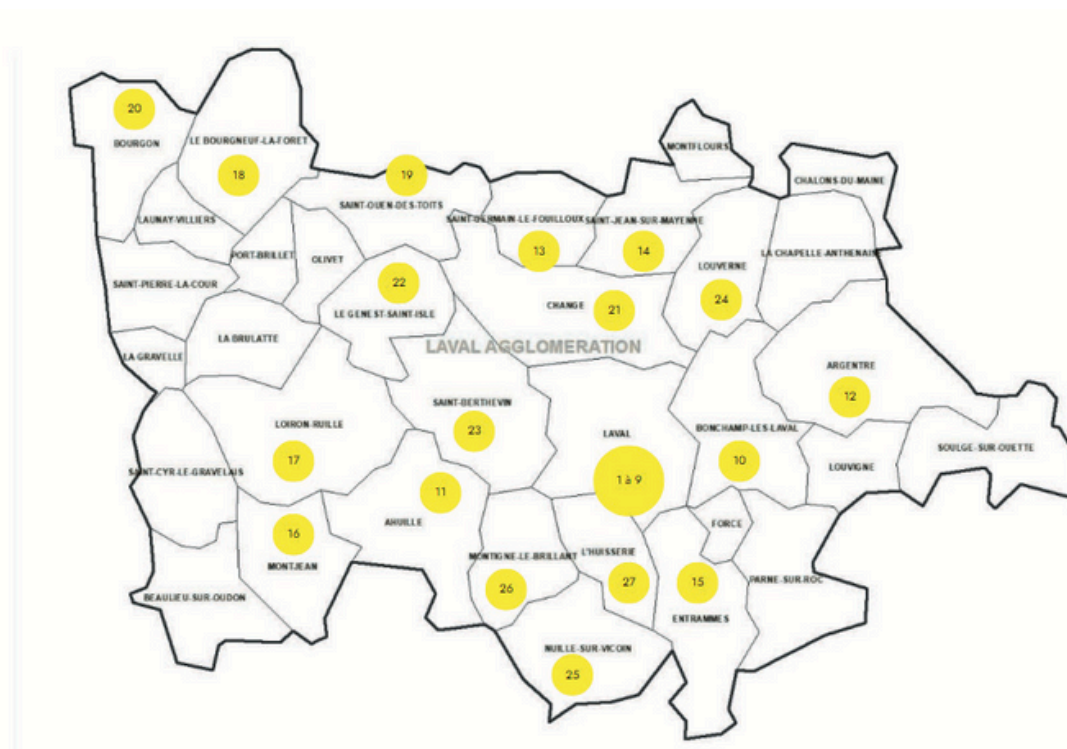 20
BOURGON
LE BOURGNEUF-LA-FORET
18
19
SAINT-OUEN-DES-TOITS
MONTFLOURS
CHALONS-DU-MAINE
LAUNAY-VILLIERS
SAINT-GERMAIN-LE-FOUILLOUX
SAINT-JEAN-SUR-MAYENNE
13
14
PORT-BRILLET
OLIVET
LOUVERNE
LA CHAPELLE-ANTHENAISE
SAINT-PIERRE-LA-COUR
22
24
LE GENEST-SAINT-ISLE
CHANGE
21
LA BRULATTE
LAVAL AGGLOMERATION
LA GRAVELLE
ARGENTRE
12
SAINT-BERTHEVIN
23
LOIRON-RUILLE
LAVAL
BONCHAMP-LES-LAVAL
SOULGE-SUR-OUETTE
17
10
LOUVIGNE
SAINT-CYR-LE-GRAVELAIS
1 à 9
11
AHUILLE
FORCE
16
MONTJEAN
MONTIGNE-LE-BRILLANT
L'HUISSERIE
26
27
15
PARNE-SUR-ROC
BEAULIEU-SUR-OUDON
ENTRAMMES
NUILLE-SUR-VICOIN
25